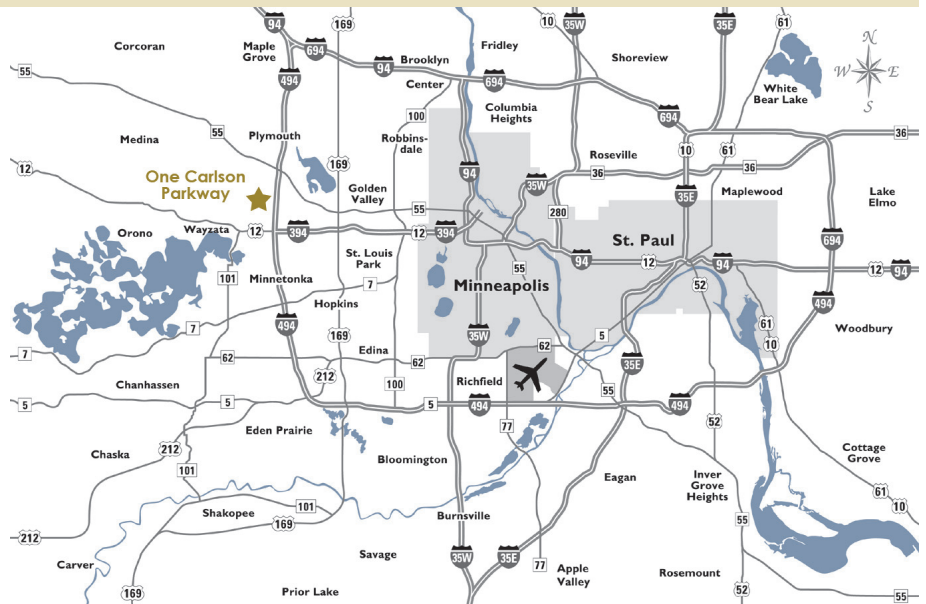 94
169
10
35W
35E
61
Corcoran
Maple
Grove
694
Fridley
Shoreview
N
W
E
S
55
494
94
Brooklyn
Center
694
White
Bear Lake
Columbia
Heights
100
694
Medina
55
Plymouth
Robbins-
dale
10
61
36
12
169
94
35W
Roseville
36
36
One Carlson
Parkway
Golden
Valley
35E
Maplewood
Lake
Elmo
55
280
Orono
Wayzata
12
394
12
394
St. Paul
694
St. Louis
Park
55
94
12
94
12
94
101
Minnetonka
7
Minneapolis
52
Hopkins
494
7
494
169
35W
5
61
Woodbury
7
62
Edina
62
62
10
212
35E
Chanhassen
100
Richfield
55
5
5
5
494
494
77
52
Eden Prairie
212
Chaska
Bloomington
Cottage
Grove
101
Eagan
Inver
Grove
Heights
61
Shakopee
101
10
169
Burnsville
55
212
Savage
35W
35E
Carver
77
Apple
Valley
Rosemount
169
Prior Lake
52
55